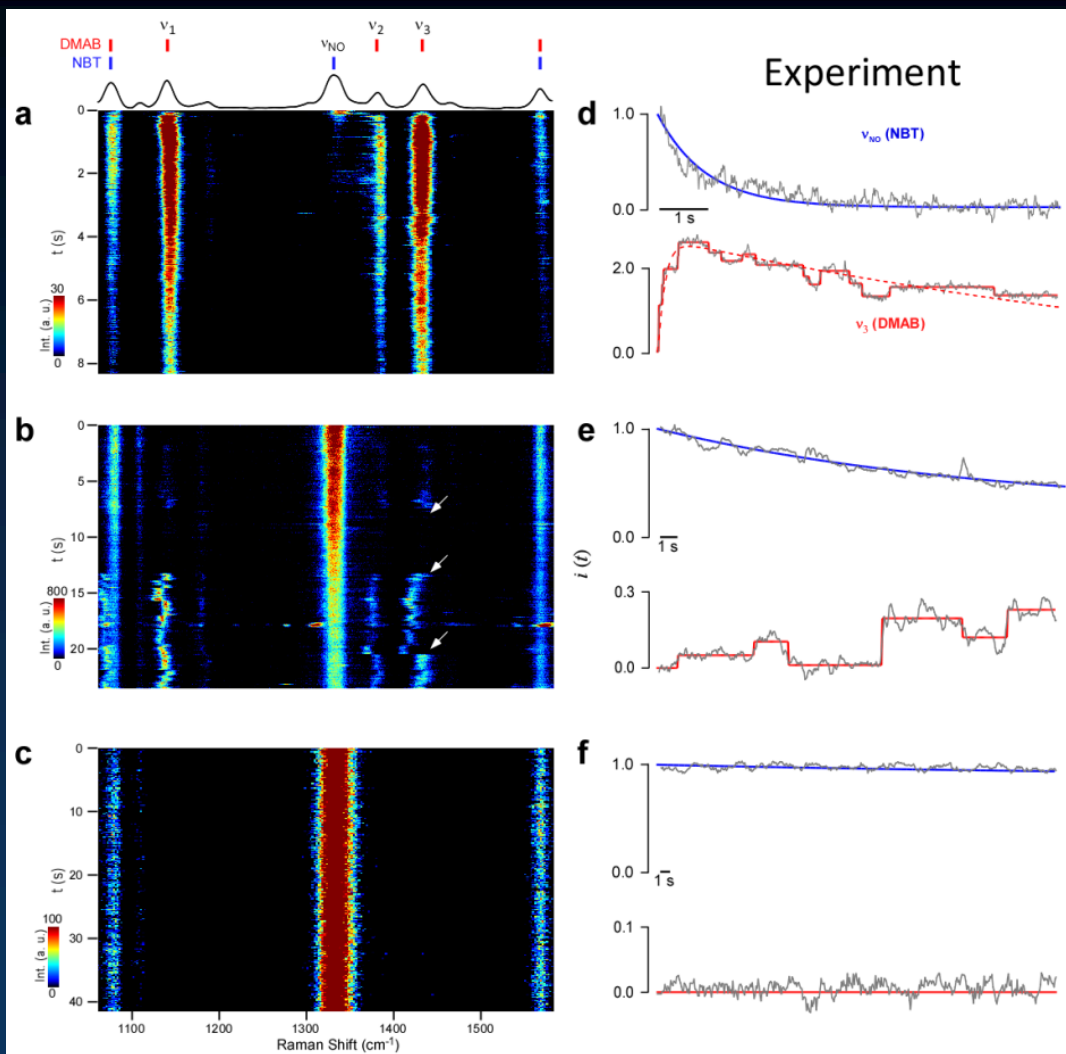 ν1 νNO ν2 ν3
DMAB
NBT
Experiment
a
0
2
4
6
8
t (s)
30
Int. (a. u.)
0
b
0
5
10
15
20
t (s)
800
Int. (a. u.)
0
c
0
10
20
30
40
t (s)
100
Int. (a. u.)
0
1100 1200 1300 1400 1500
Raman Shift (cm-1)
d
1.0
νNO (NBT)
0.0
1 s
2.0
ν3 (DMAB)
0.0
e
1.0
0.0
1 s
i (t)
0.3
0.0
f
1.0
0.0
1 s
0.1
0.0